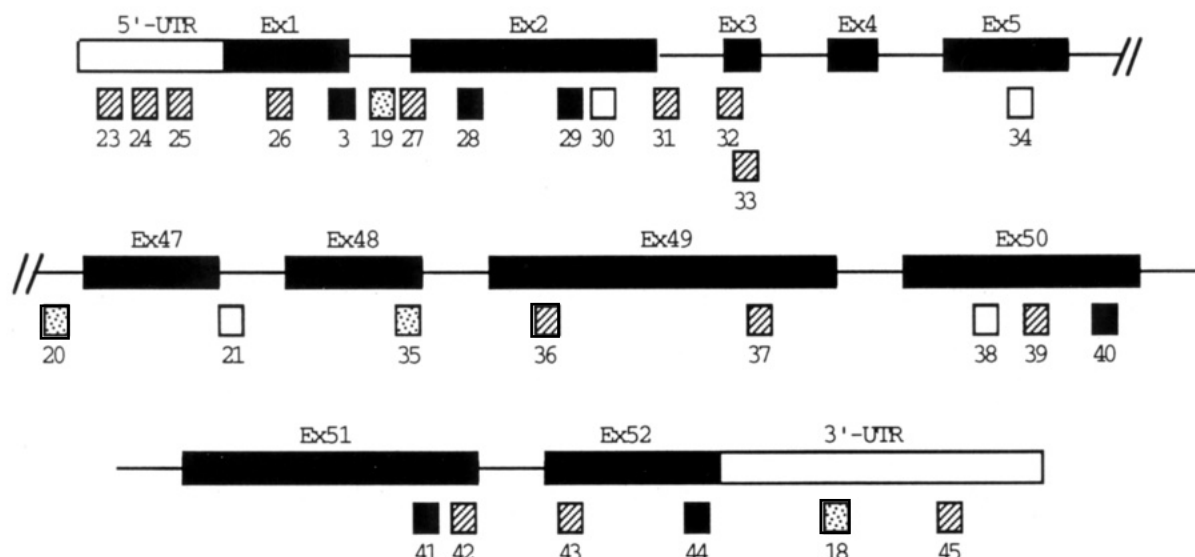 5'-UTR Ex1 Ex2 Ex3 Ex4 Ex5
23 24 25 26 3 19 27 28 29 30 31 32 34
33
Ex47 Ex48 Ex49 Ex50
20 21 35 36 37 38 39 40
Ex51 Ex52 3'-UTR
41 42 43 44 18 45